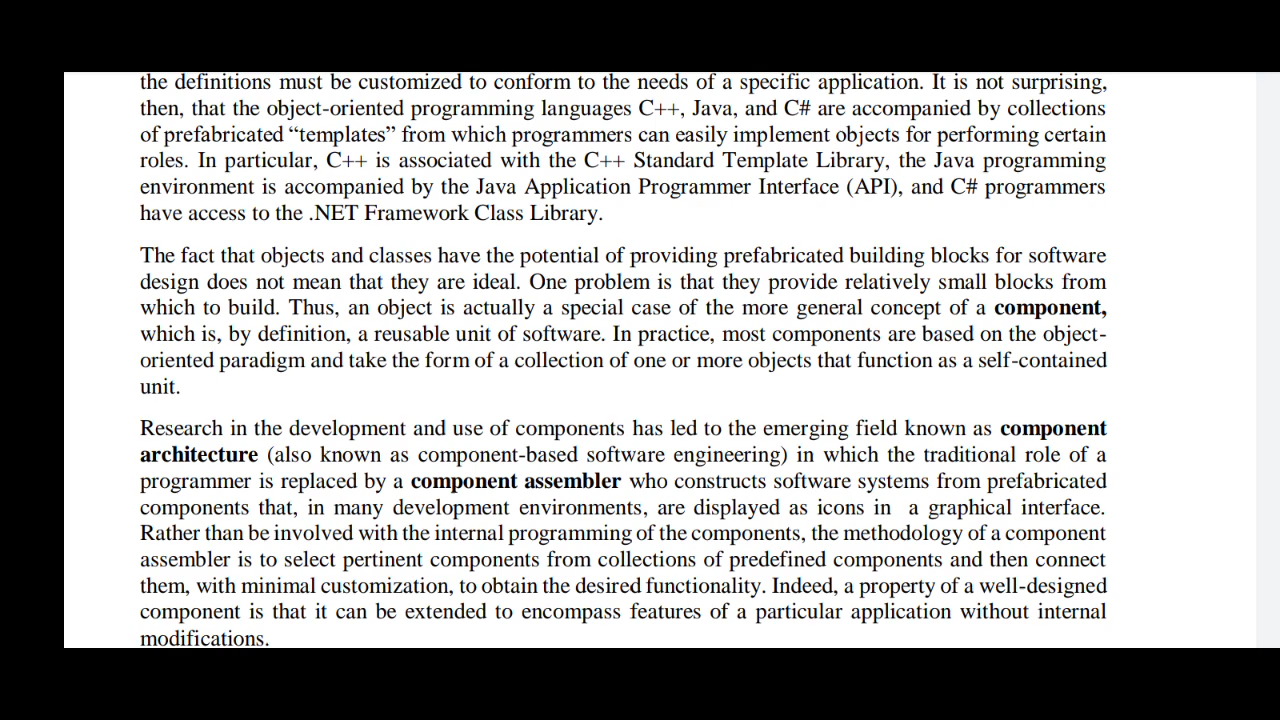 the definitions must be customized to conform to the needs of a specific application. It is not surprising,
then, that the object-oriented programming languages C++, Java, and C# are accompanied by collections
of prefabricated “templates” from which programmers can easily implement objects for performing certain
roles. In particular, C++ is associated with the C++ Standard Template Library, the Java programming
environment is accompanied by the Java Application Programmer Interface (API), and C# programmers
have access to the .NET Framework Class Library.
The fact that objects and classes have the potential of providing prefabricated building blocks for software
design does not mean that they are ideal. One problem is that they provide relatively small blocks from
which to build. Thus, an object is actually a special case of the more general concept of a component,
which is, by definition, a reusable unit of software. In practice, most components are based on the object-
oriented paradigm and take the form of a collection of one or more objects that function as a self-contained
unit.
Research in the development and use of components has led to the emerging field known as component
architecture (also known as component-based software engineering) in which the traditional role of a
programmer is replaced by a component assembler who constructs software systems from prefabricated
components that, in many development environments, are displayed as icons in a graphical interface.
Rather than be involved with the internal programming of the components, the methodology of a component
assembler is to select pertinent components from collections of predefined components and then connect
them, with minimal customization, to obtain the desired functionality. Indeed, a property of a well-designed
component is that it can be extended to encompass features of a particular application without internal
modifications.